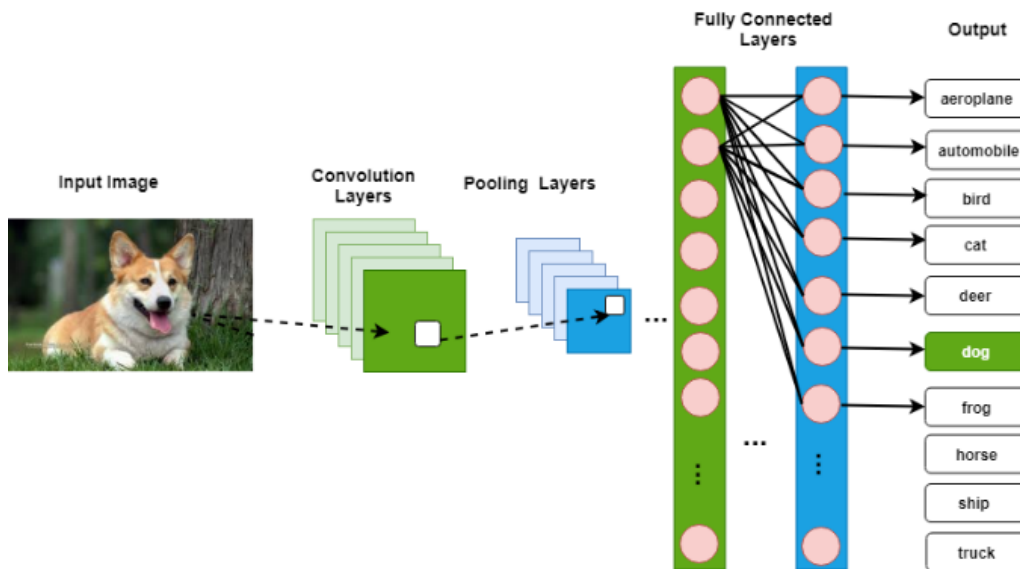 Fully Connected
Layers
Output
Input Image
Convolution
Layers
Pooling Layers
...
...
aeroplane
automobile
bird
cat
deer
dog
frog
horse
ship
truck